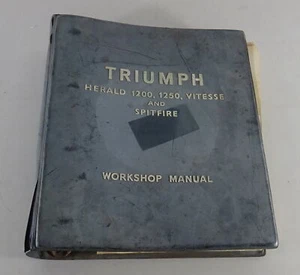 TRIUMPH
HERALD 1200, 1250, VITESSE
AND
SPITFIRE
WORKSHOP MANUAL